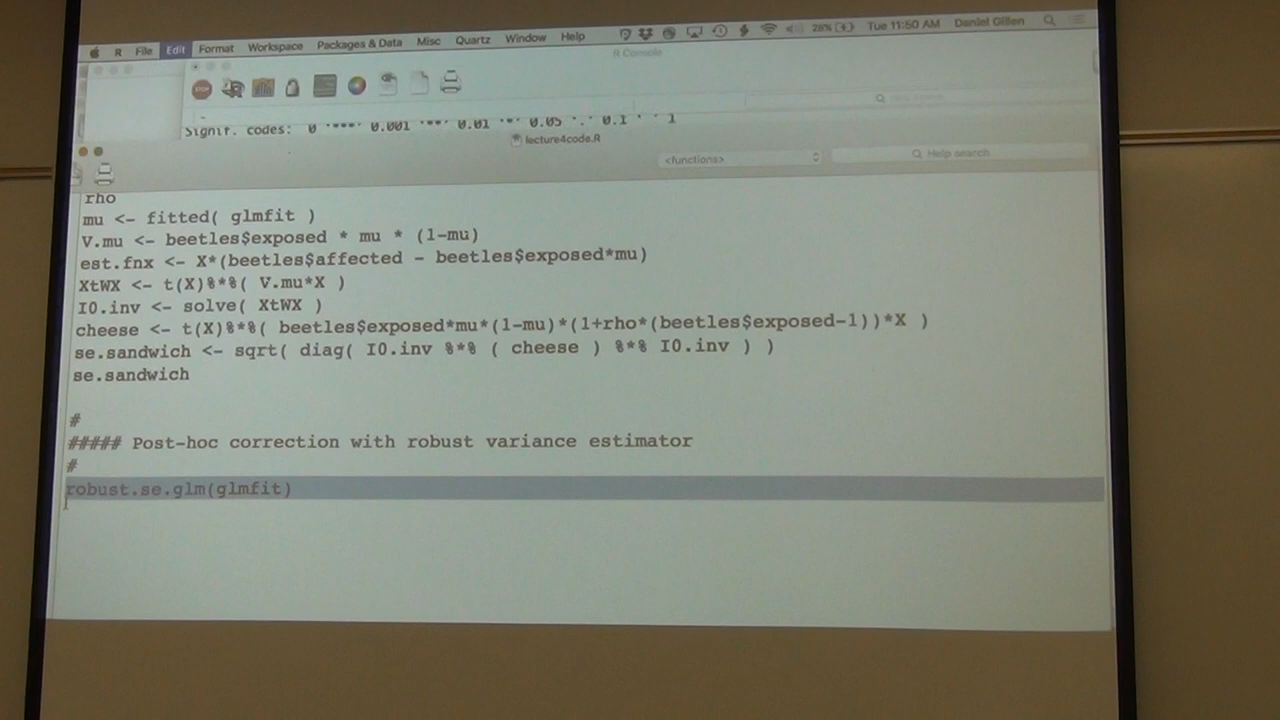 R File Edit Format Workspace Packages & Data Misc Quartz Window Help 28% Tue 11:50 AM Daniel Gillen
R Console
Signif. codes: 0 '***' 0.001 '**' 0.01 '*' 0.05 '.' 0.1 ' ' 1
lecture4code.R
<functions> Help search
rho
mu <- fitted( glmfit )
V.mu <- beetles$exposed * mu * (1-mu)
est.fnx <- X*(beetles$affected - beetles$exposed*mu)
XtWX <- t(X)%*%( V.mu*X )
I0.inv <- solve( XtWX )
cheese <- t(X)%*%( beetles$exposed*mu*(1-mu)*(1+rho*(beetles$exposed-1))*X )
se.sandwich <- sqrt( diag( I0.inv %*% ( cheese ) %*% I0.inv ) )
se.sandwich
#
##### Post-hoc correction with robust variance estimator
#
robust.se.glm(glmfit)